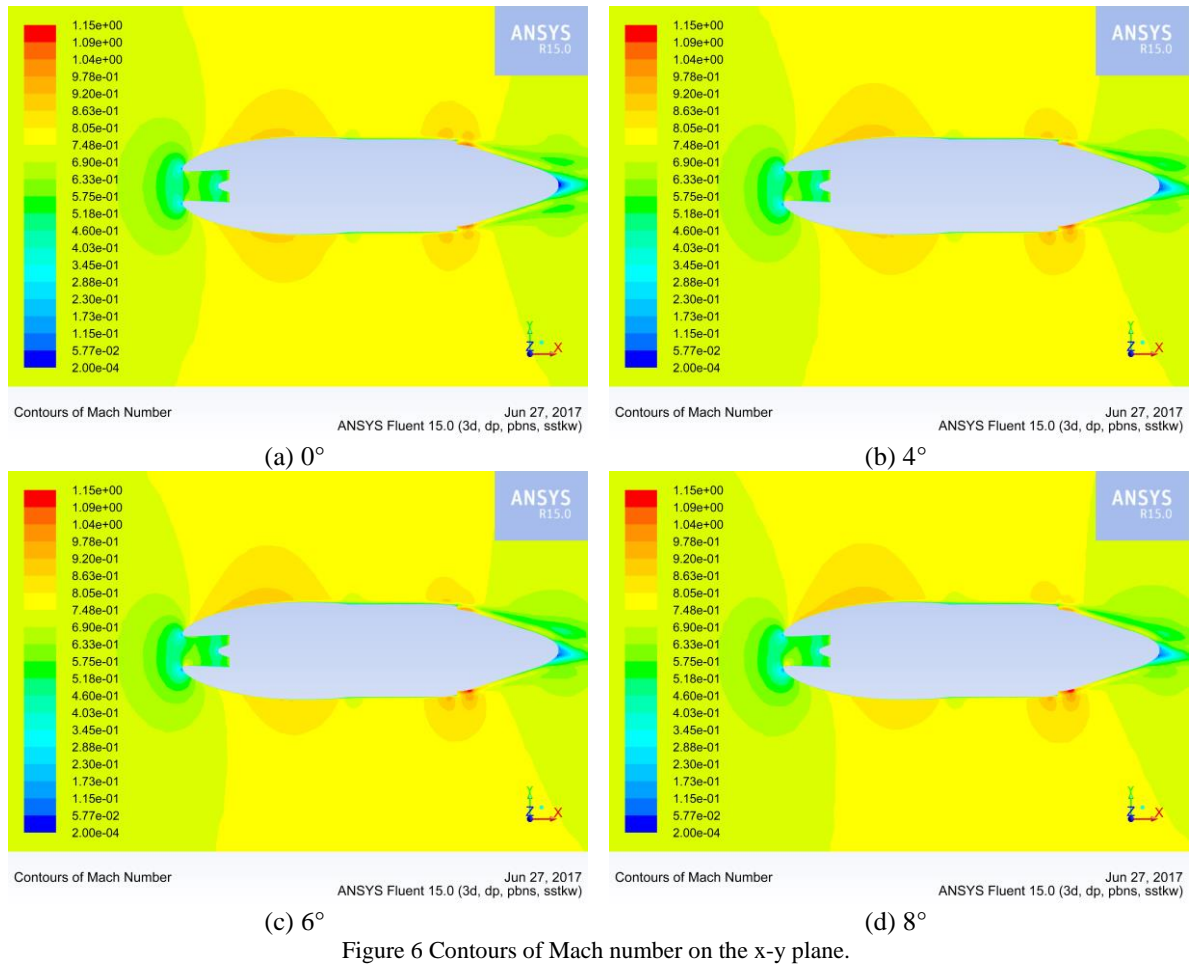 1.15e+00
1.09e+00
1.04e+00
9.78e-01
9.20e-01
8.63e-01
8.05e-01
7.48e-01
6.90e-01
6.33e-01
5.75e-01
5.18e-01
4.60e-01
4.03e-01
3.45e-01
2.88e-01
2.30e-01
1.73e-01
1.15e-01
5.77e-02
2.00e-04
ANSYS
R15.0
Y
Z X
Contours of Mach Number
Jun 27, 2017
ANSYS Fluent 15.0 (3d, dp, pbns, sstkw)
(a) 0°
1.15e+00
1.09e+00
1.04e+00
9.78e-01
9.20e-01
8.63e-01
8.05e-01
7.48e-01
6.90e-01
6.33e-01
5.75e-01
5.18e-01
4.60e-01
4.03e-01
3.45e-01
2.88e-01
2.30e-01
1.73e-01
1.15e-01
5.77e-02
2.00e-04
ANSYS
R15.0
Y
Z X
Contours of Mach Number
Jun 27, 2017
ANSYS Fluent 15.0 (3d, dp, pbns, sstkw)
(b) 4°
1.15e+00
1.09e+00
1.04e+00
9.78e-01
9.20e-01
8.63e-01
8.05e-01
7.48e-01
6.90e-01
6.33e-01
5.75e-01
5.18e-01
4.60e-01
4.03e-01
3.45e-01
2.88e-01
2.30e-01
1.73e-01
1.15e-01
5.77e-02
2.00e-04
ANSYS
R15.0
Y
Z X
Contours of Mach Number
Jun 27, 2017
ANSYS Fluent 15.0 (3d, dp, pbns, sstkw)
(c) 6°
1.15e+00
1.09e+00
1.04e+00
9.78e-01
9.20e-01
8.63e-01
8.05e-01
7.48e-01
6.90e-01
6.33e-01
5.75e-01
5.18e-01
4.60e-01
4.03e-01
3.45e-01
2.88e-01
2.30e-01
1.73e-01
1.15e-01
5.77e-02
2.00e-04
ANSYS
R15.0
Y
Z X
Contours of Mach Number
Jun 27, 2017
ANSYS Fluent 15.0 (3d, dp, pbns, sstkw)
(d) 8°
Figure 6 Contours of Mach number on the x-y plane.